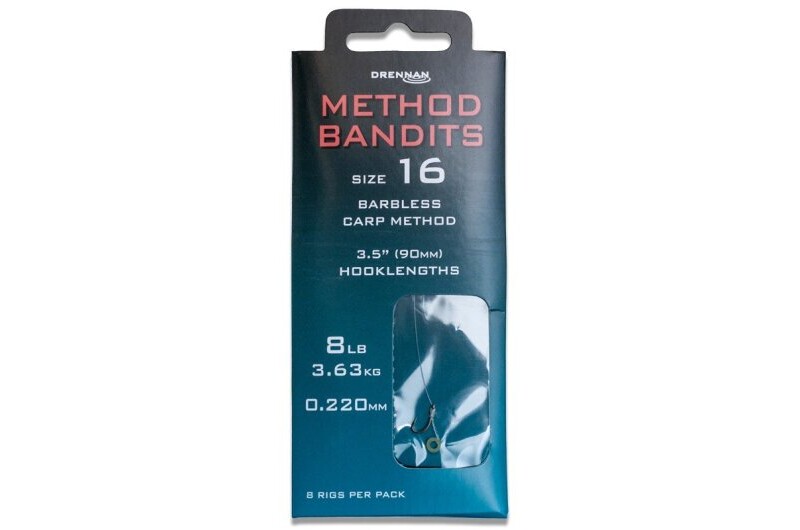 DRENNAN
METHOD
BANDITS
SIZE 16
BARBLESS
CARP METHOD
3.5” (90MM)
HOOKLENGTHS
8LB
3.63KG
0.220MM
8 RIGS PER PACK